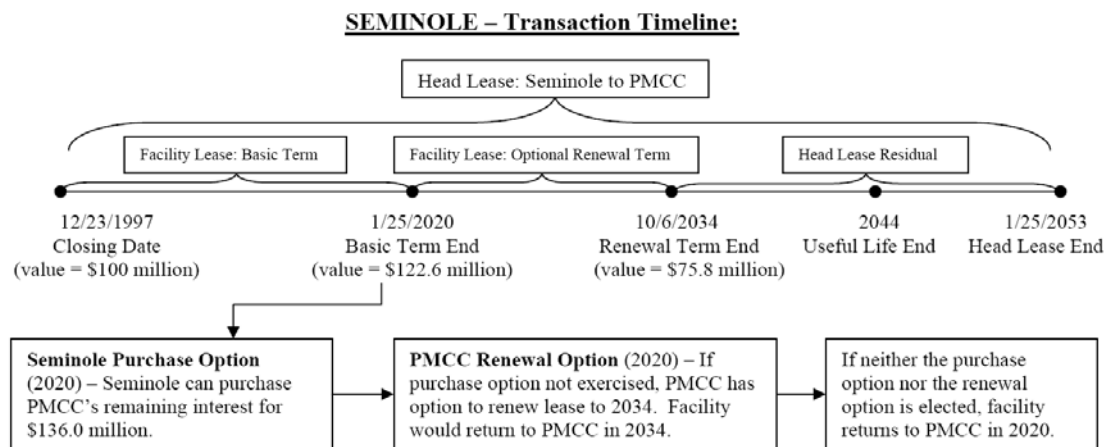 SEMINOLE – Transaction Timeline:
Head Lease: Seminole to PMCC
Facility Lease: Basic Term
Facility Lease: Optional Renewal Term
Head Lease Residual
12/23/1997
Closing Date
(value = $100 million)
1/25/2020
Basic Term End
(value = $122.6 million)
10/6/2034
Renewal Term End
(value = $75.8 million)
2044
Useful Life End
1/25/2053
Head Lease End
Seminole Purchase Option
(2020) – Seminole can purchase
PMCC's remaining interest for
$136.0 million.
PMCC Renewal Option (2020) – If
purchase option not exercised, PMCC has
option to renew lease to 2034.  Facility
would return to PMCC in 2034.
If neither the purchase
option nor the renewal
option is elected, facility
returns to PMCC in 2020.